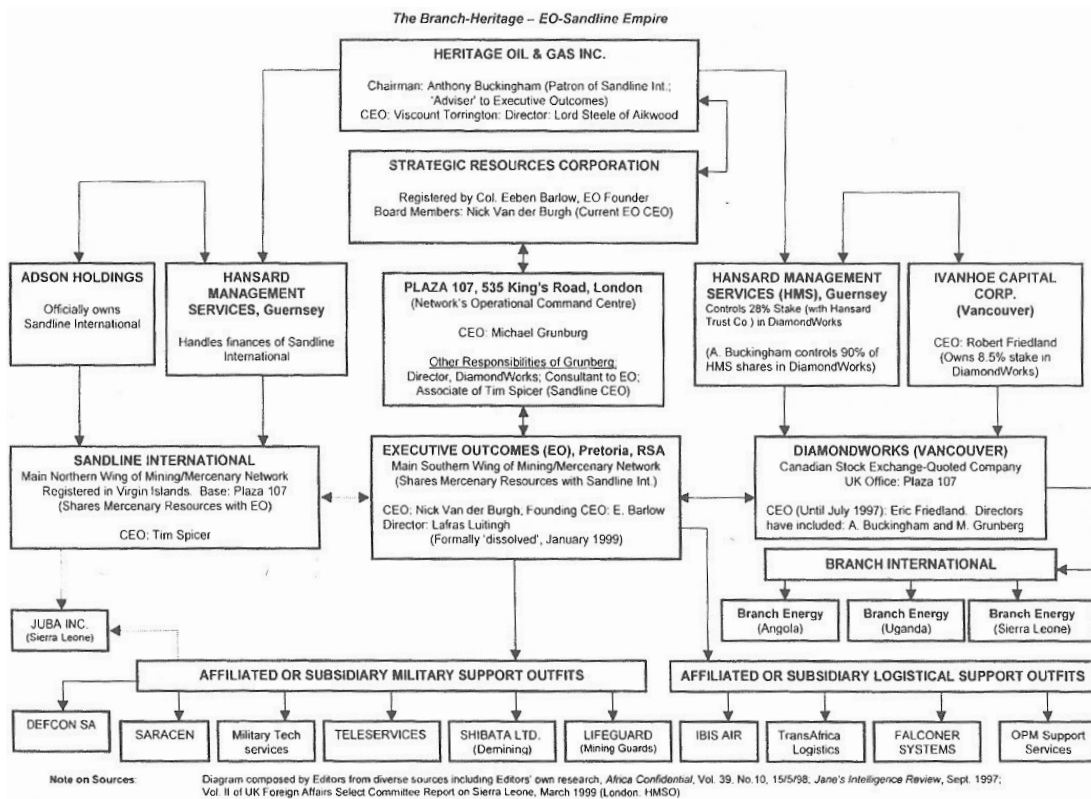 The Branch-Heritage – EO-Sandline Empire
HERITAGE OIL & GAS INC.
Chairman: Anthony Buckingham (Patron of Sandline Int.;
'Adviser' to Executive Outcomes)
CEO: Viscount Torrington: Director: Lord Steele of Aikwood
STRATEGIC RESOURCES CORPORATION
Registered by Col. Eeben Barlow, EO Founder
Board Members: Nick Van der Burgh (Current EO CEO)
ADSON HOLDINGS
Officially owns
Sandline International
HANSARD
MANAGEMENT
SERVICES, Guernsey
Handles finances of Sandline
International
PLAZA 107, 535 King's Road, London
(Network's Operational Command Centre)
CEO: Michael Grunburg
Other Responsibilities of Grunberg:
Director, DiamondWorks; Consultant to EO;
Associate of Tim Spicer (Sandline CEO)
HANSARD MANAGEMENT
SERVICES (HMS), Guernsey
Controls 28% Stake (with Hansard
Trust Co ) in DiamondWorks
(A. Buckingham controls 90% of
HMS shares in DiamondWorks)
IVANHOE CAPITAL
CORP.
(Vancouver)
CEO: Robert Friedland
(Owns 8.5% stake in
DiamondWorks)
SANDLINE INTERNATIONAL
Main Northern Wing of Mining/Mercenary Network
Registered in Virgin Islands. Base: Plaza 107
(Shares Mercenary Resources with EO)
CEO: Tim Spicer
EXECUTIVE OUTCOMES (EO), Pretoria, RSA
Main Southern Wing of Mining/Mercenary Network
(Shares Mercenary Resources with Sandline Int.)
CEO: Nick Van der Burgh, Founding CEO: E. Barlow
Director: Lafras Luitingh
(Formally 'dissolved', January 1999)
DIAMONDWORKS (VANCOUVER)
Canadian Stock Exchange-Quoted Company
UK Office: Plaza 107
CEO (Until July 1997): Eric Friedland. Directors
have included: A. Buckingham and M. Grunberg
BRANCH INTERNATIONAL
Branch Energy
(Angola)
Branch Energy
(Uganda)
Branch Energy
(Sierra Leone)
JUBA INC.
(Sierra Leone)
AFFILIATED OR SUBSIDIARY MILITARY SUPPORT OUTFITS
AFFILIATED OR SUBSIDIARY LOGISTICAL SUPPORT OUTFITS
DEFCON SA
SARACEN
Military Tech
services
TELESERVICES
SHIBATA LTD.
(Demining)
LIFEGUARD
(Mining Guards)
IBIS AIR
TransAfrica
Logistics
FALCONER
SYSTEMS
OPM Support
Services
Note on Sources: Diagram composed by Editors from diverse sources including Editors' own research, Africa Confidential, Vol. 39, No.10, 15/5/98; Jane's Intelligence Review, Sept. 1997;
Vol. II of UK Foreign Affairs Select Committee Report on Sierra Leone, March 1999 (London: HMSO)